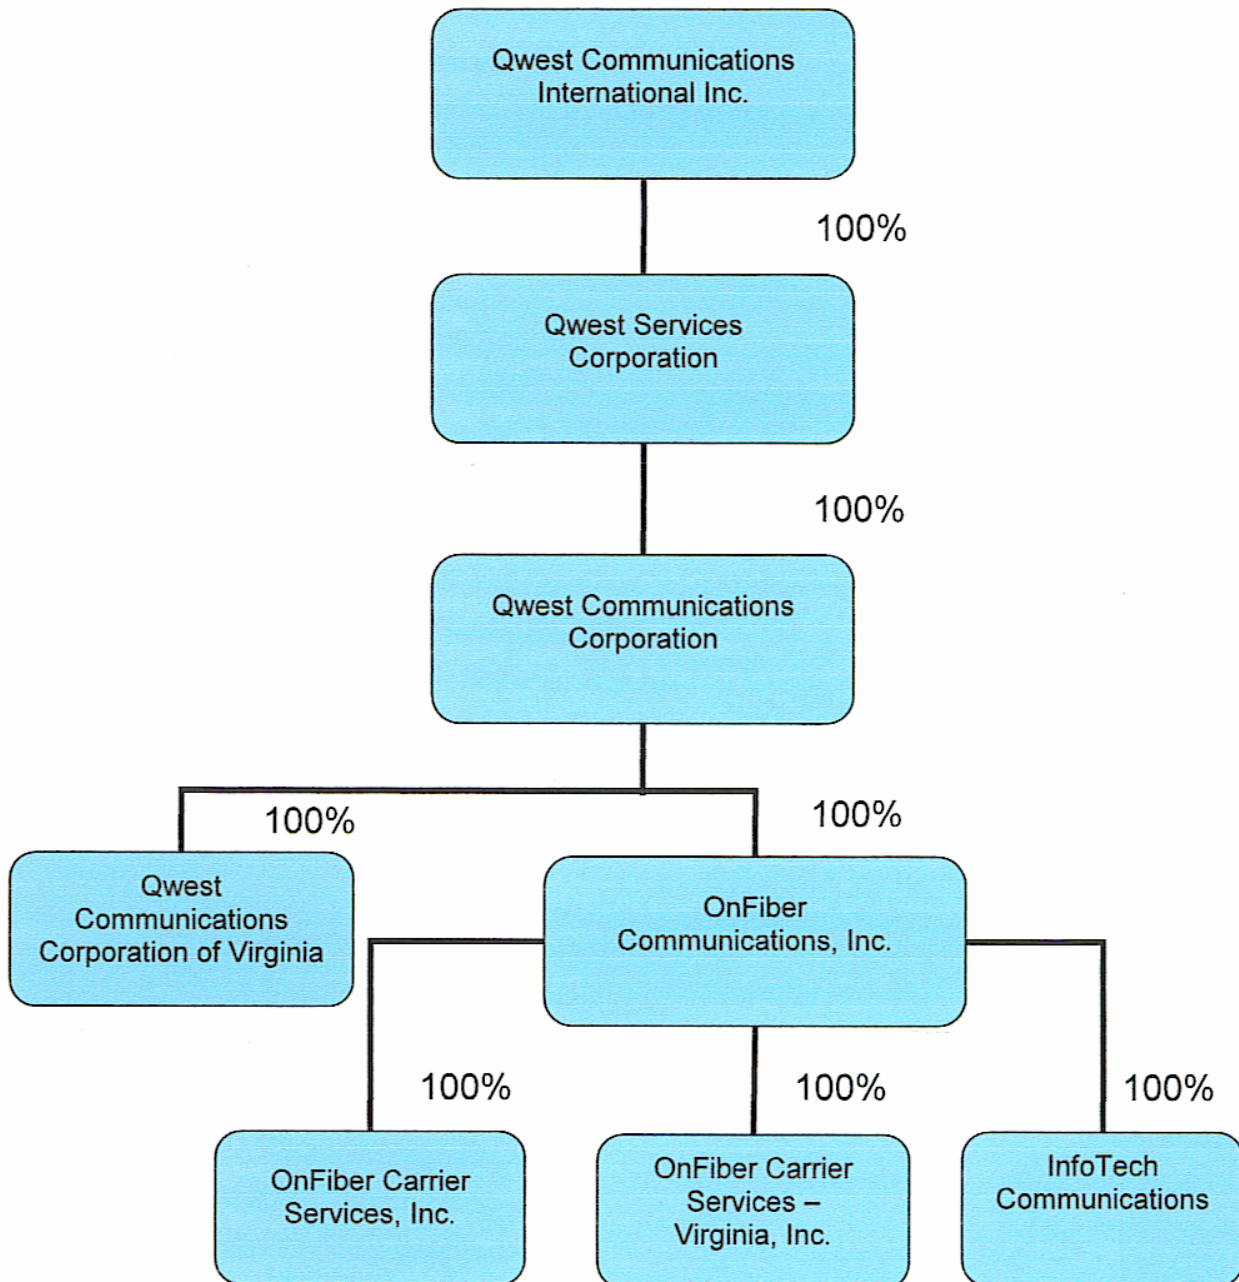 Qwest Communications
International Inc.
100%
Qwest Services
Corporation
100%
Qwest Communications
Corporation
100%
100%
Qwest
Communications
Corporation of Virginia
OnFiber
Communications, Inc.
100%
100%
100%
OnFiber Carrier
Services, Inc.
OnFiber Carrier
Services –
Virginia, Inc.
InfoTech
Communications